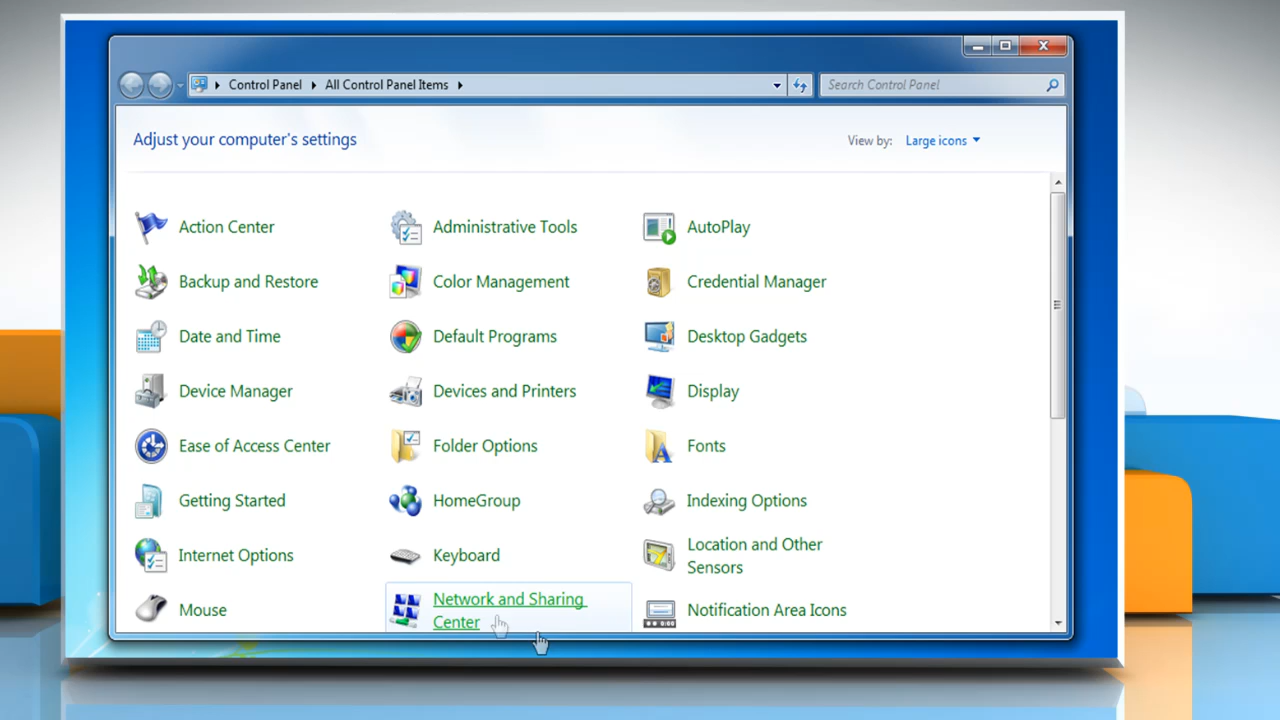 Control Panel All Control Panel Items
Search Control Panel
Adjust your computer's settings
View by: Large icons
Action Center
Administrative Tools
AutoPlay
Backup and Restore
Color Management
Credential Manager
Date and Time
Default Programs
Desktop Gadgets
Device Manager
Devices and Printers
Display
Ease of Access Center
Folder Options
Fonts
Getting Started
HomeGroup
Indexing Options
Internet Options
Keyboard
Location and Other
Sensors
Mouse
Network and Sharing
Center
Notification Area Icons